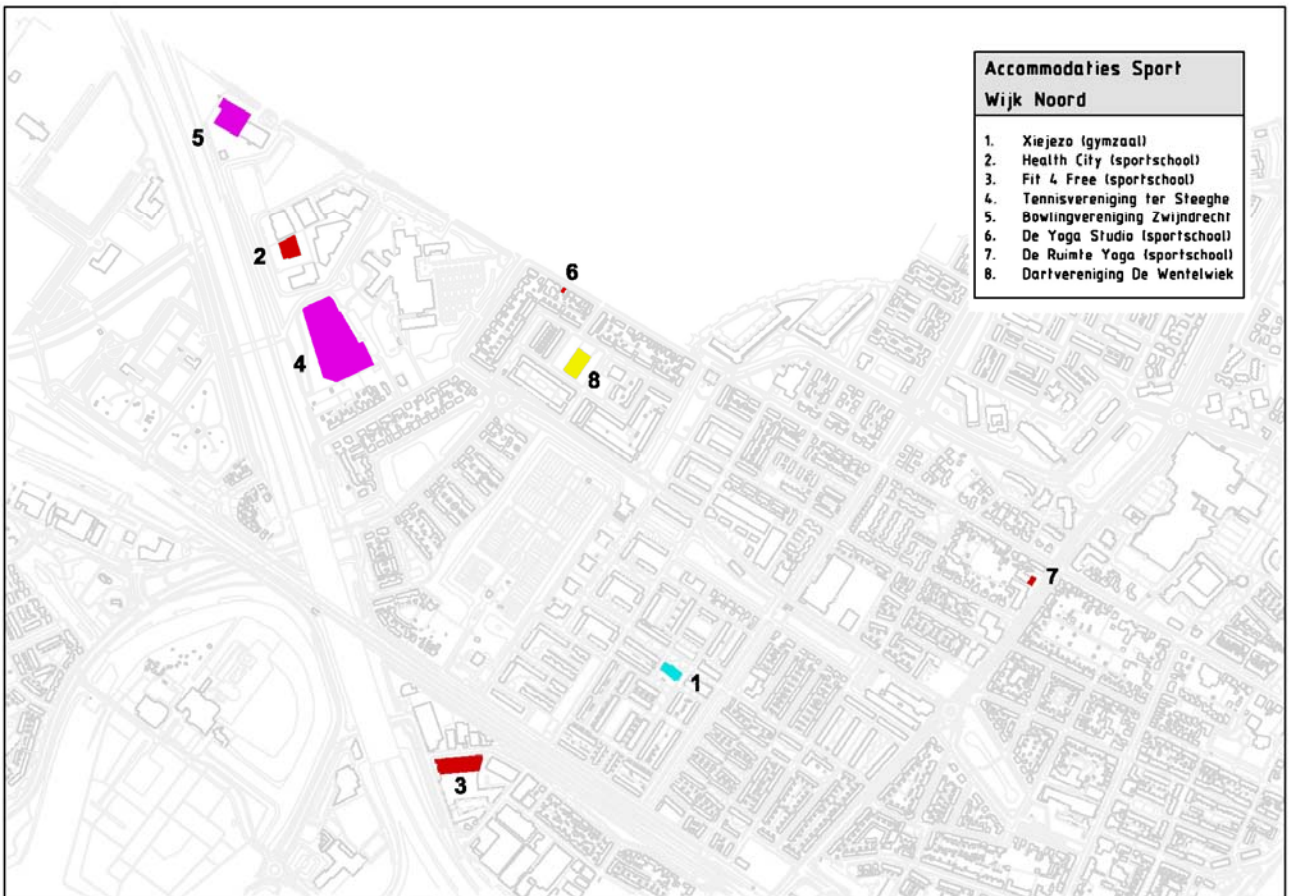 Accommodaties Sport
Wijk Noord
1. Xiejezo (gymzaal)
2. Health City (sportschool)
3. Fit 4 Free (sportschool)
4. Tennisvereniging ter Steeghe
5. Bowlingvereniging Zwijndrecht
6. De Yoga Studio (sportschool)
7. De Ruimte Yoga (sportschool)
8. Dartvereniging De Wentelwiek
5
2
6
4
8
7
1
3